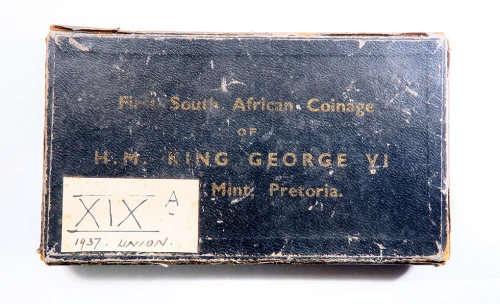 First South African Coinage
OF
H.M. KING GEORGE VI
Mint, Pretoria.
XIX A
1937. UNION.